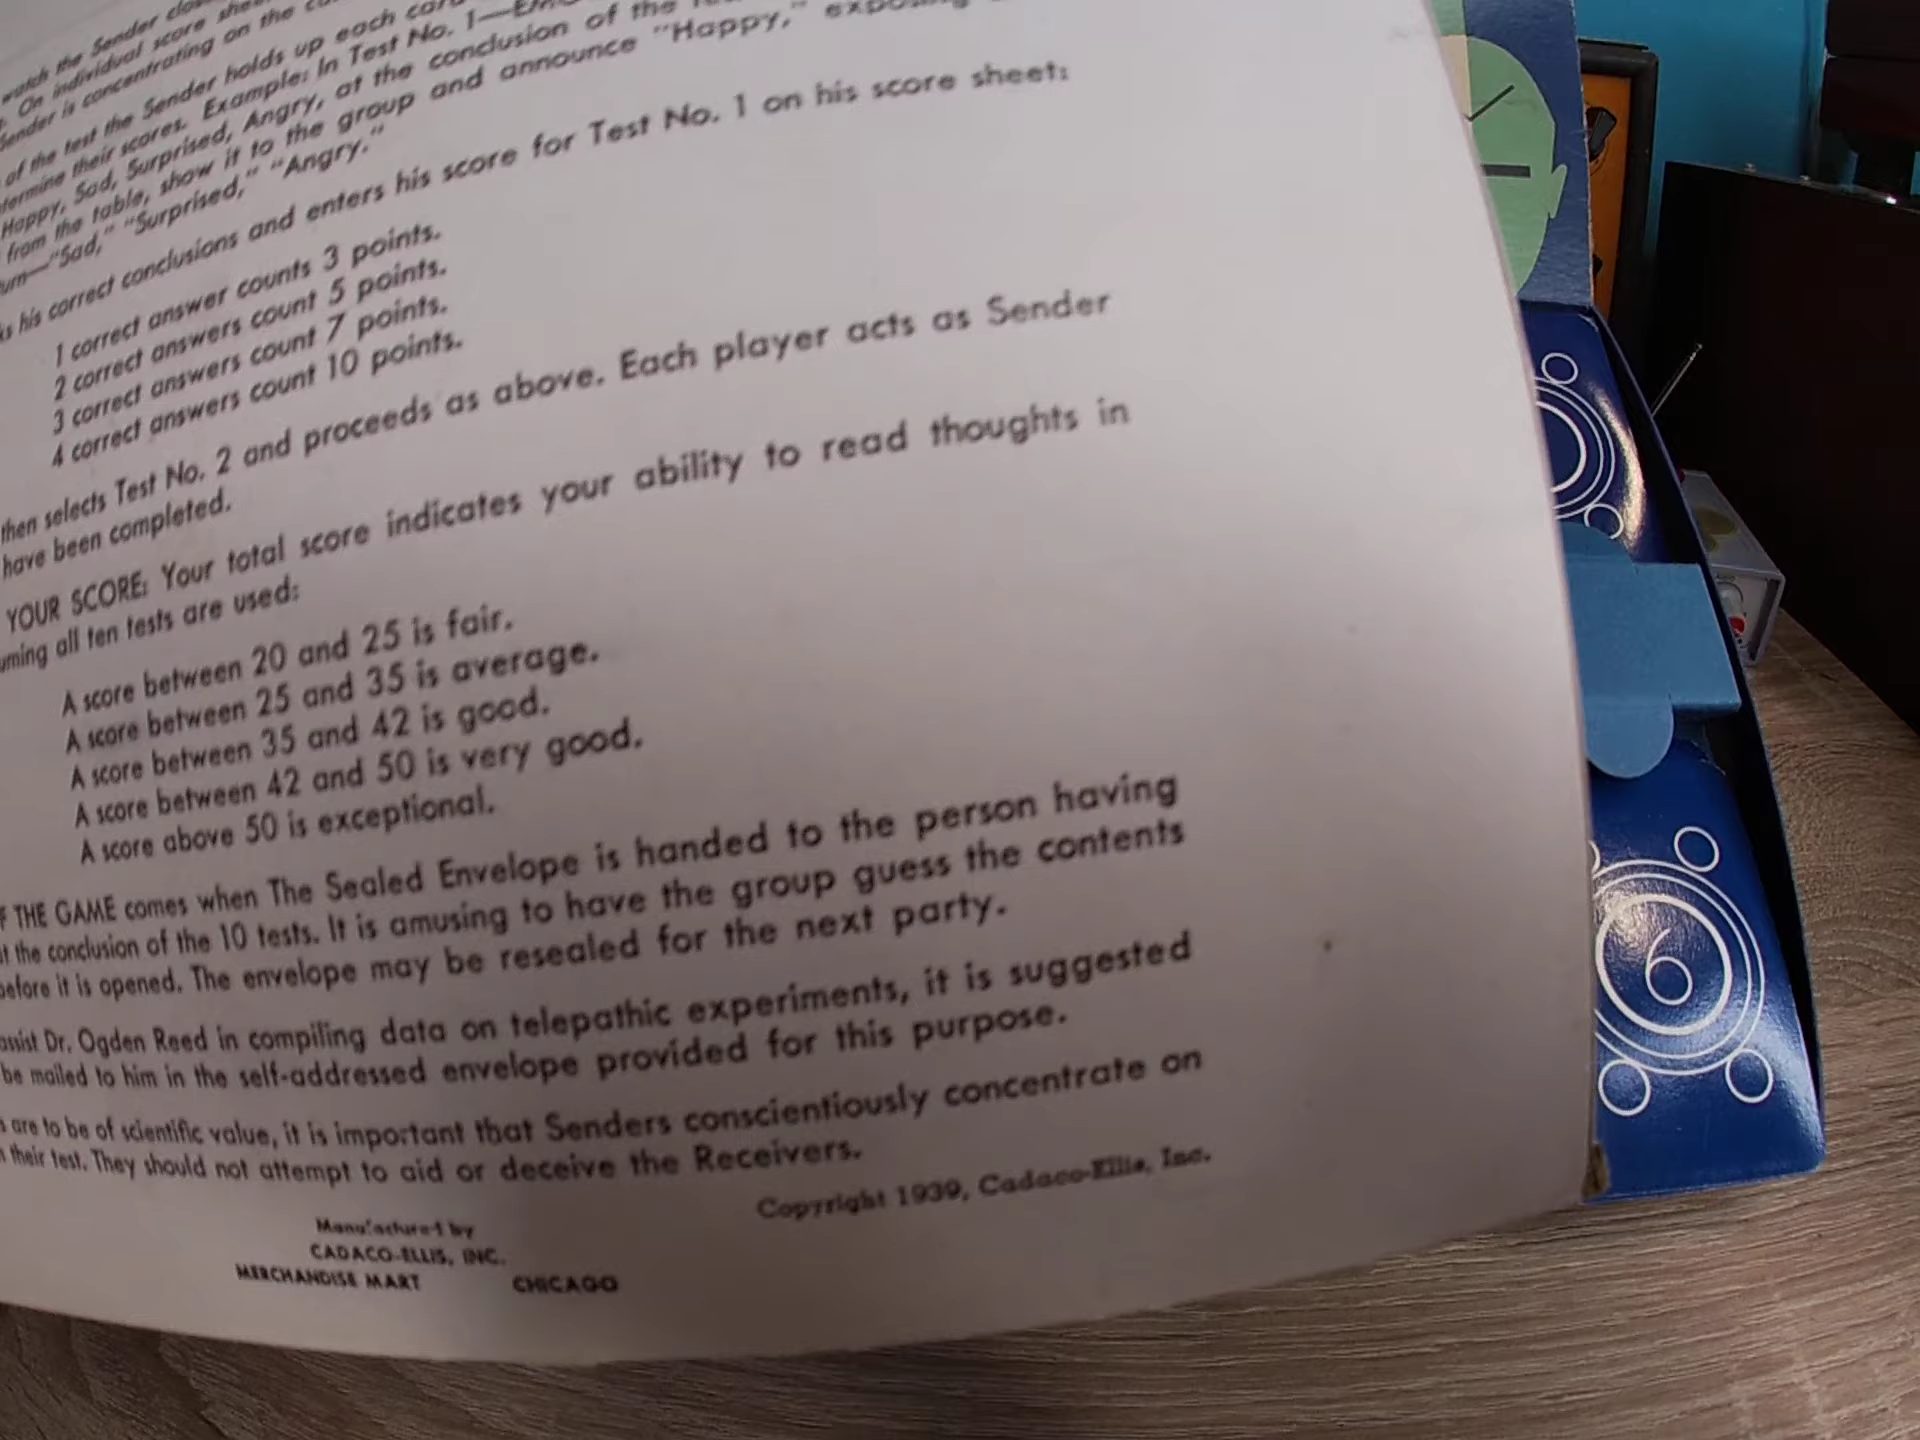 watch the Sender
On individual score
Sender is concentrating on the
of the test the Sender holds up each card
their scores. Example: In Test No. 1—
Happy, Sad, Surprised, Angry, at the conclusion of the
from the table, show it to the group and announce "Happy,"
"Sad," "Surprised," "Angry."
his correct conclusions and enters his score for Test No. 1 on his score sheet:
1 correct answer counts 3 points.
2 correct answers count 5 points.
3 correct answers count 7 points.
4 correct answers count 10 points.
then selects Test No. 2 and proceeds as above. Each player acts as Sender
have been completed.
YOUR SCORE: Your total score indicates your ability to read thoughts in
all ten tests are used:
A score between 20 and 25 is fair.
A score between 25 and 35 is average.
A score between 35 and 42 is good.
A score between 42 and 50 is very good.
A score above 50 is exceptional.
THE GAME comes when The Sealed Envelope is handed to the person having
the conclusion of the 10 tests. It is amusing to have the group guess the contents
before it is opened. The envelope may be resealed for the next party.
assist Dr. Ogden Reed in compiling data on telepathic experiments, it is suggested
be mailed to him in the self-addressed envelope provided for this purpose.
are to be of scientific value, it is important that Senders conscientiously concentrate on
their test. They should not attempt to aid or deceive the Receivers.
Copyright 1939, Cadaco-Ellis, Inc.
Manufactured by
CADACO-ELLIS, INC.
MERCHANDISE MART CHICAGO
6